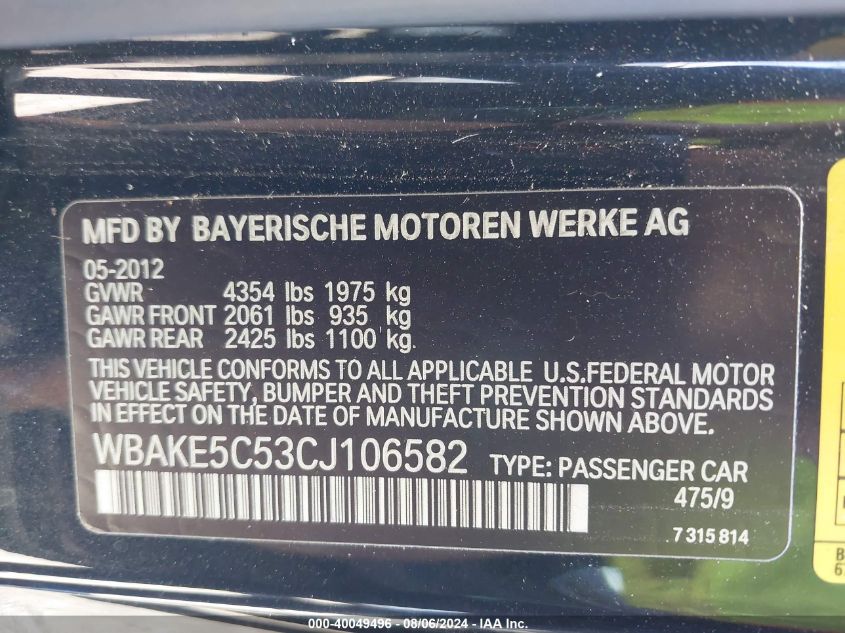 MFD BY BAYERISCHE MOTOREN WERKE AG
05-2012
GVWR 4354 lbs 1975 kg
GAWR FRONT 2061 lbs 935 kg
GAWR REAR 2425 lbs 1100 kg
THIS VEHICLE CONFORMS TO ALL APPLICABLE U.S.FEDERAL MOTOR
VEHICLE SAFETY, BUMPER AND THEFT PREVENTION STANDARDS
IN EFFECT ON THE DATE OF MANUFACTURE SHOWN ABOVE.
WBAKE5C53CJ106582 TYPE: PASSENGER CAR
475/9
7 315 814
000-40049496 - 08/06/2024 - IAA Inc.